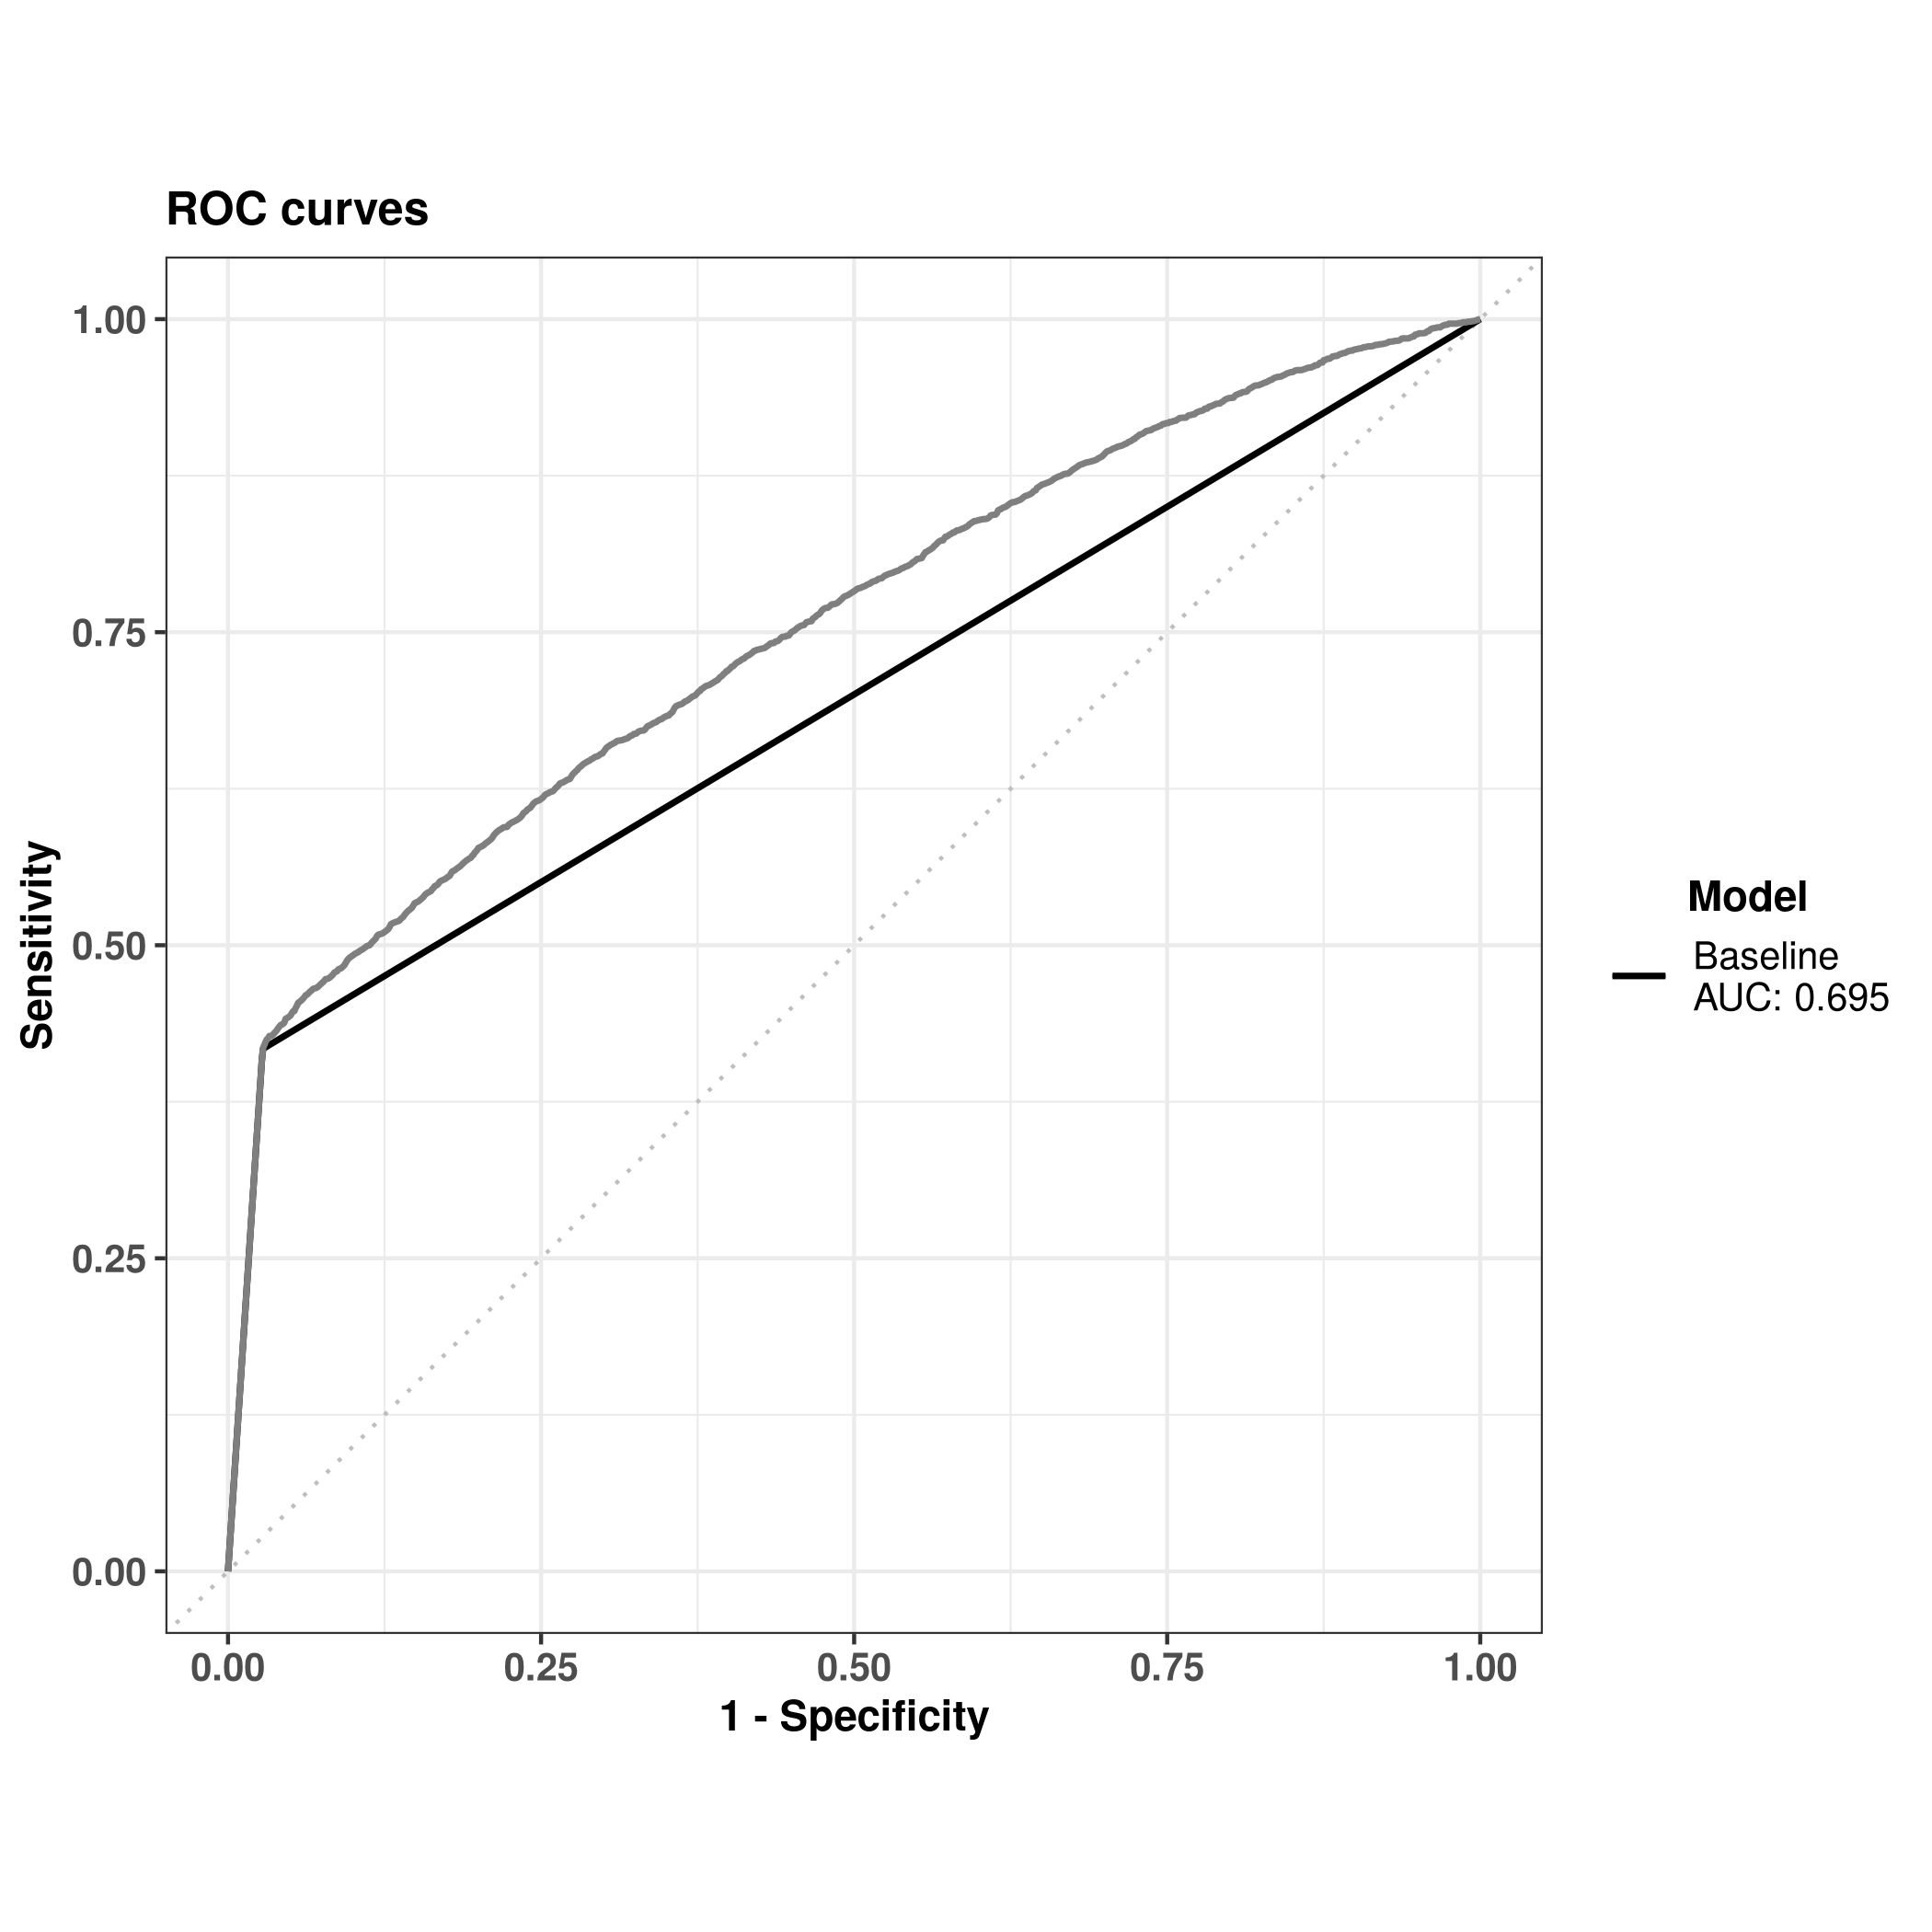 ROC curves
1.00
0.75
0.50
0.25
0.00
Sensitivity
0.00 0.25 0.50 0.75 1.00
1 - Specificity
Model
Baseline
AUC: 0.695